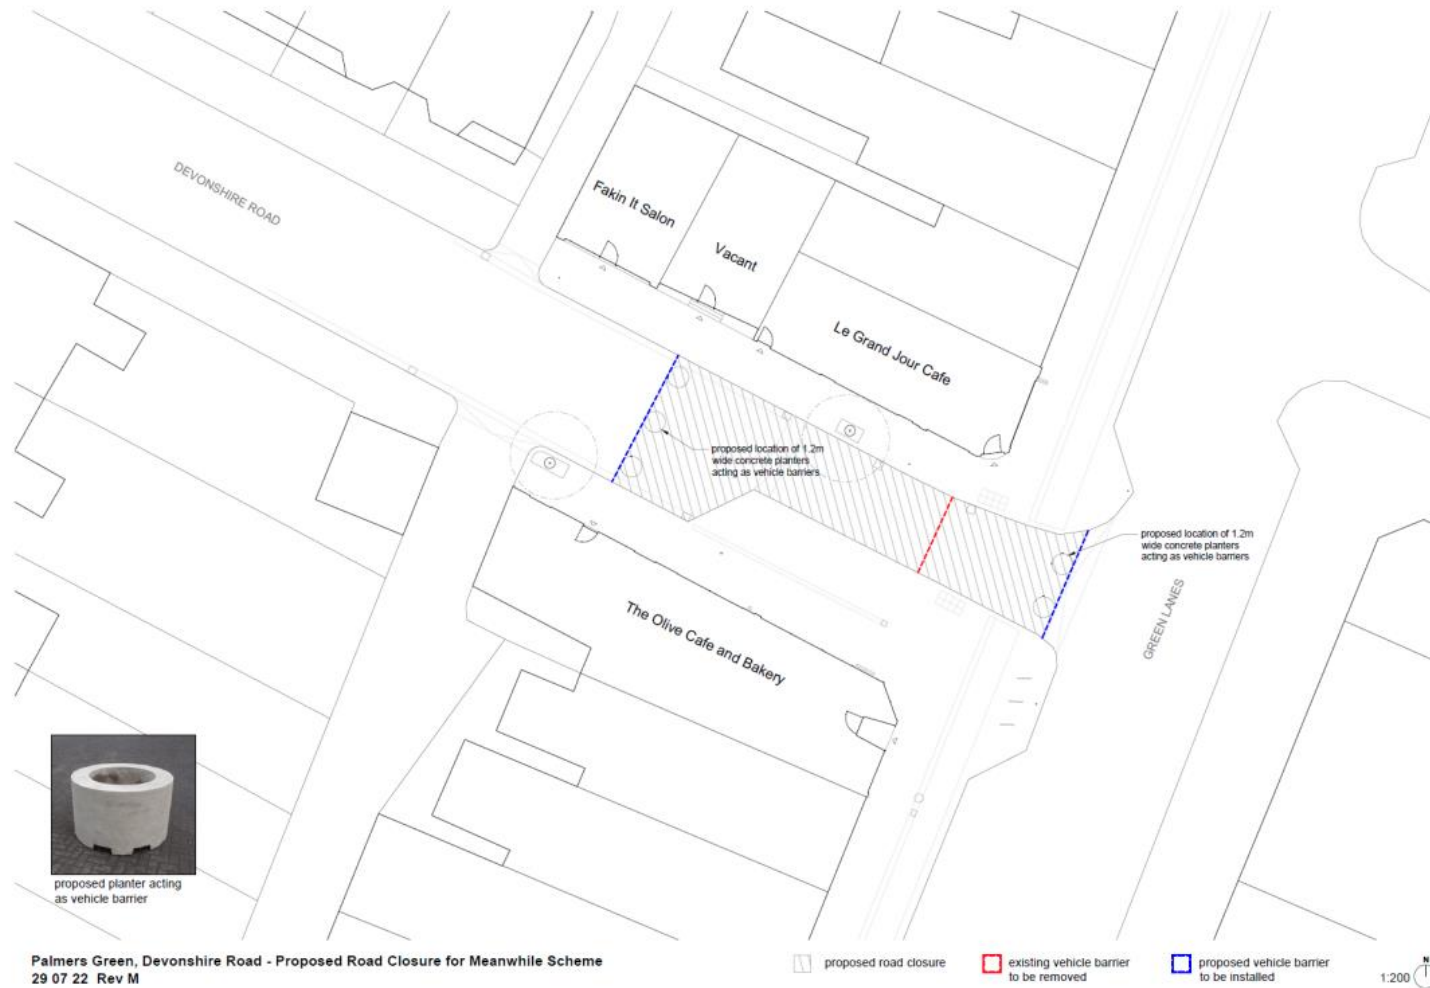 DEVONSHIRE ROAD
Fakin It Salon
Vacant
Le Grand Jour Cafe
proposed location of 1.2m
wide concrete planters
acting as vehicle barriers
proposed location of 1.2m
wide concrete planters
acting as vehicle barriers
GREEN LANES
The Olive Cafe and Bakery
proposed planter acting
as vehicle barrier
Palmers Green, Devonshire Road - Proposed Road Closure for Meanwhile Scheme
29 07 22 Rev M
proposed road closure
existing vehicle barrier
to be removed
proposed vehicle barrier
to be installed
1:200
N